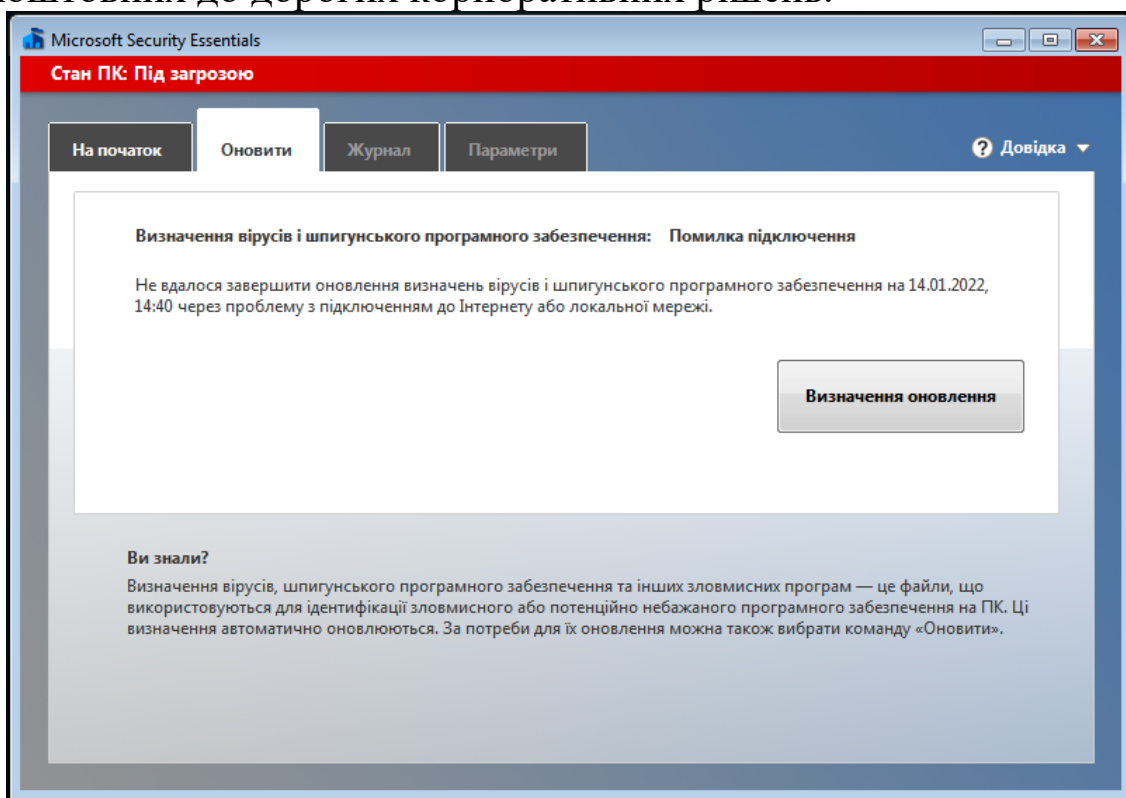 до дорогих корпоративних рішень.
Microsoft Security Essentials
Стан ПК: Під загрозою
На початок
Оновити
Журнал
Параметри
Довідка
Визначення вірусів і шпигунського програмного забезпечення: Помилка підключення
Не вдалося завершити оновлення визначень вірусів і шпигунського програмного забезпечення на 14.01.2022,
14:40 через проблему з підключенням до Інтернету або локальної мережі.
Визначення оновлення
Ви знали?
Визначення вірусів, шпигунського програмного забезпечення та інших зловмисних програм — це файли, що
використовуються для ідентифікації зловмисного або потенційно небажаного програмного забезпечення на ПК. Ці
визначення автоматично оновлюються. За потреби для їх оновлення можна також вибрати команду «Оновити».